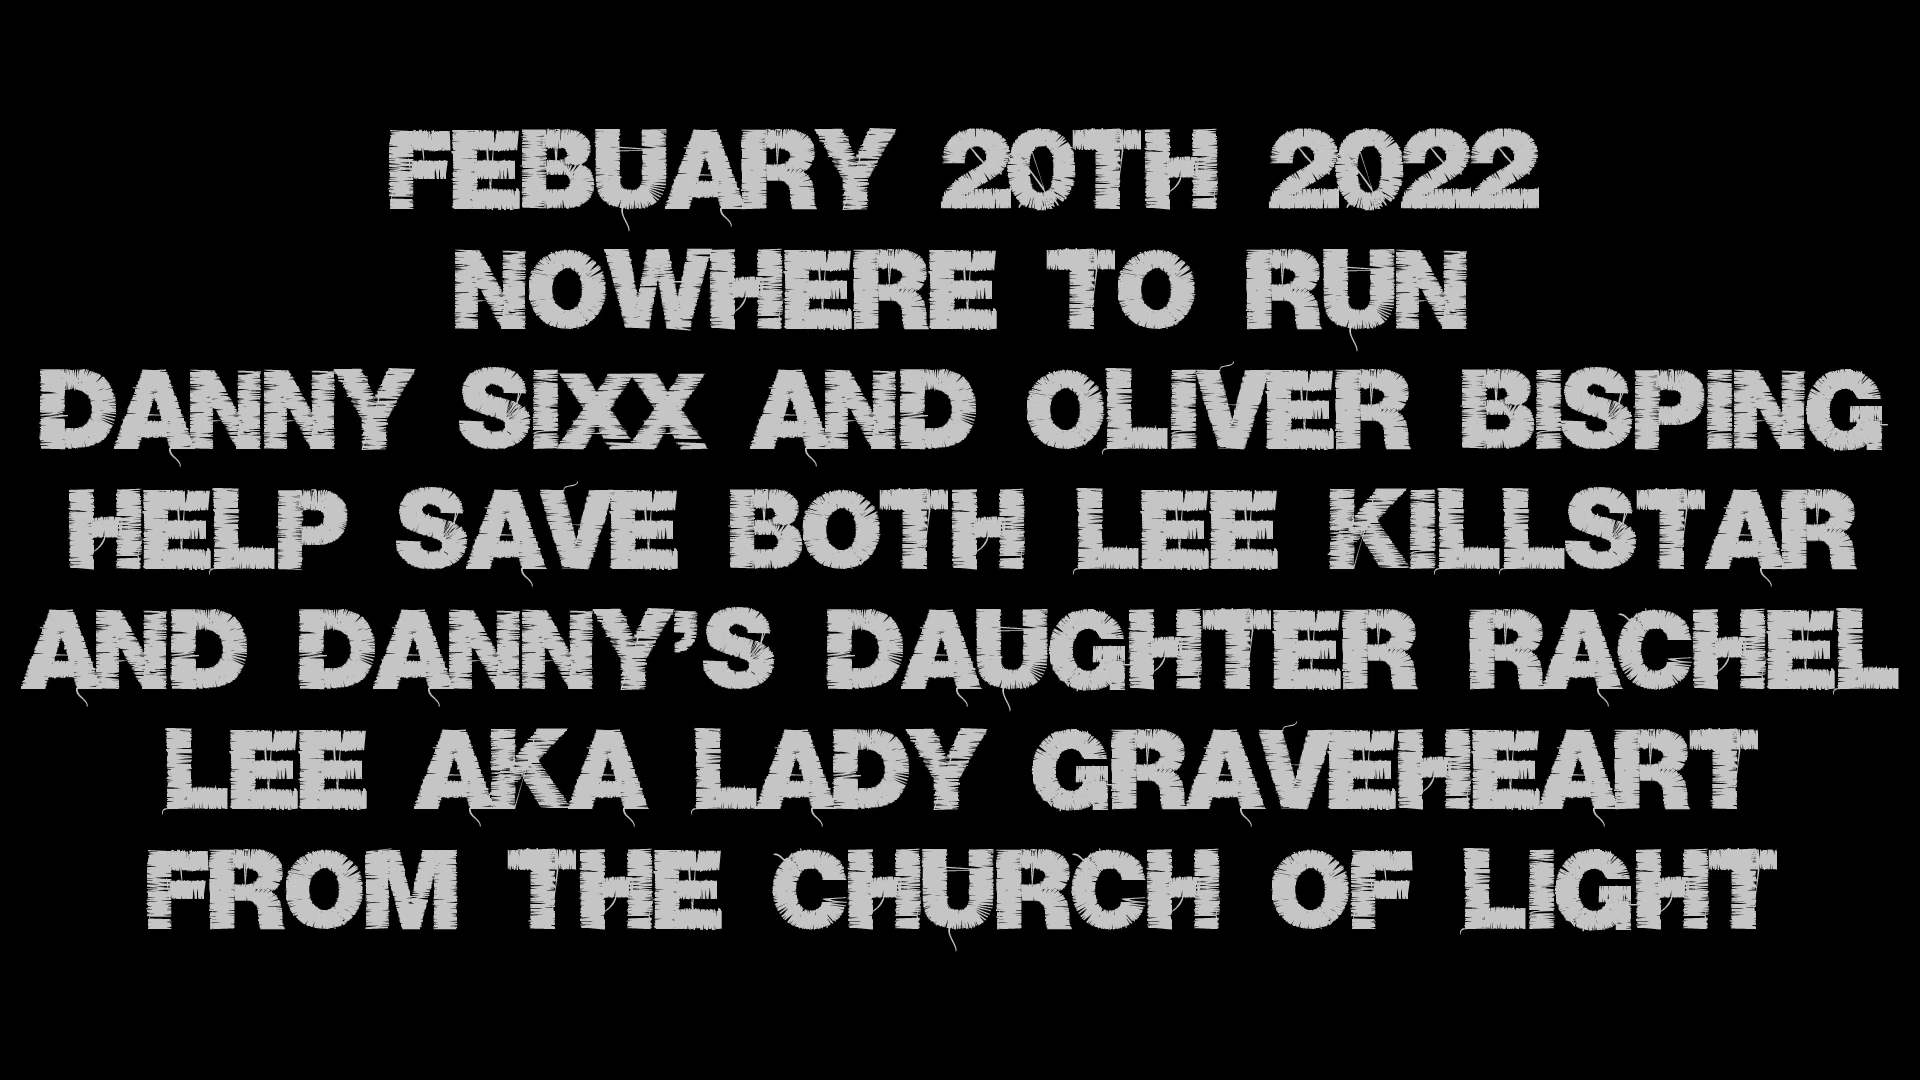 FEBUARY 20TH 2022
NOWHERE TO RUN
DANNY SIXX AND OLIVER BISPING
HELP SAVE BOTH LEE KILLSTAR
AND DANNY'S DAUGHTER RACHEL
LEE AKA LADY GRAVEHEART
FROM THE CHURCH OF LIGHT